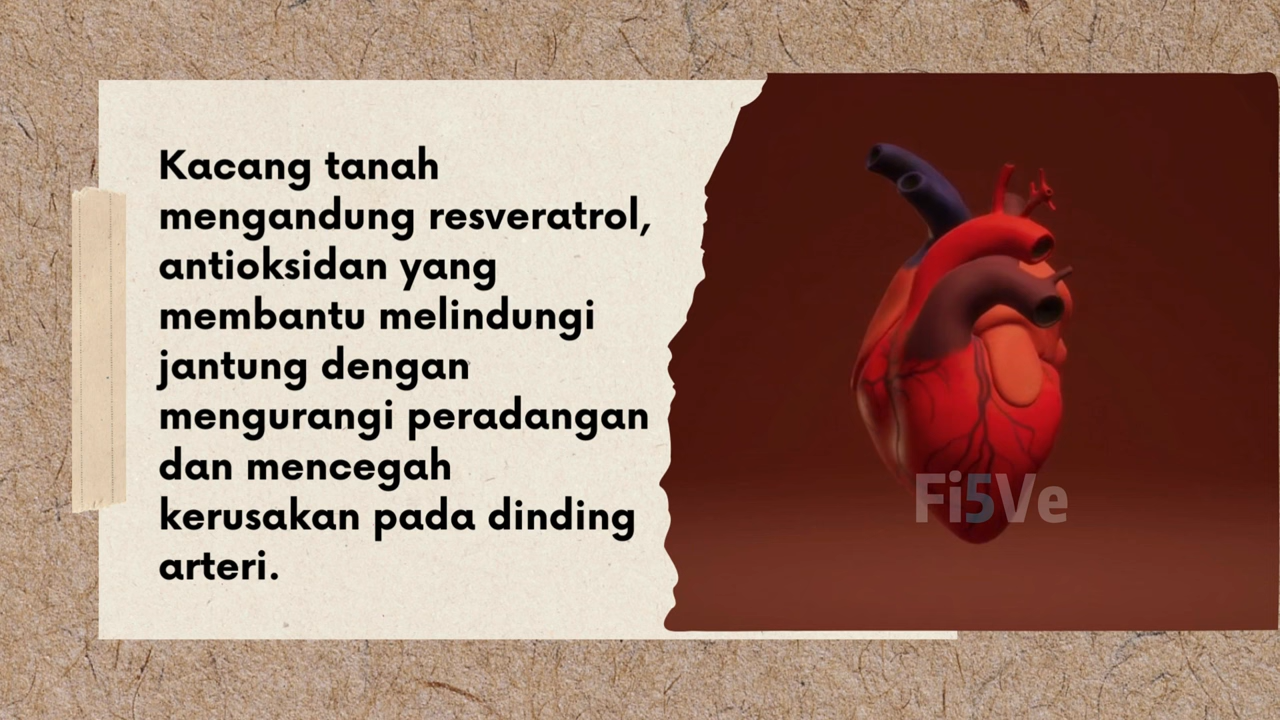 Kacang tanah
mengandung resveratrol,
antioksidan yang
membantu melindungi
jantung dengan
mengurangi peradangan
dan mencegah
kerusakan pada dinding
arteri.
Fi5Ve